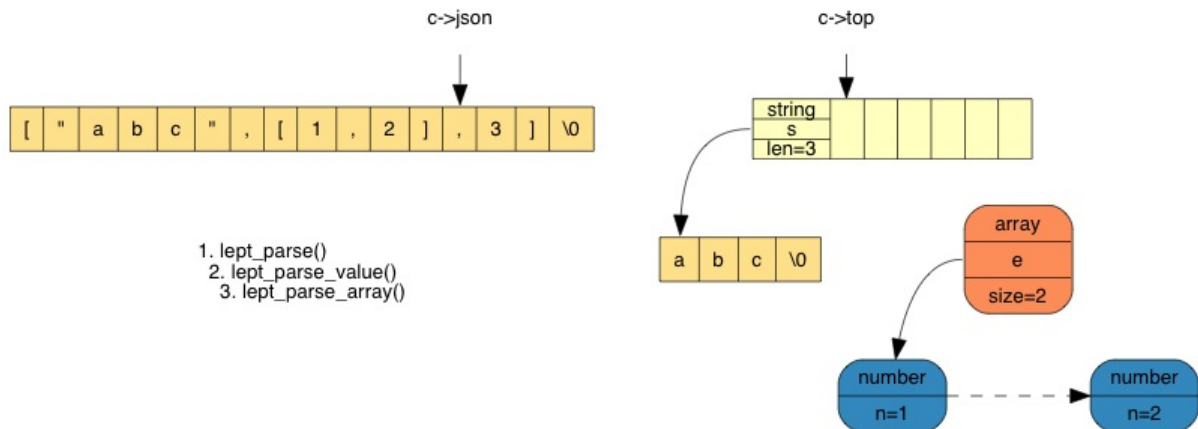 c->json
c->top
[ " a b c " , [ 1 , 2 ] , 3 ] \0
string
s
len=3
a b c \0
1. lept_parse()
2. lept_parse_value()
3. lept_parse_array()
array
e
size=2
number
n=1
number
n=2